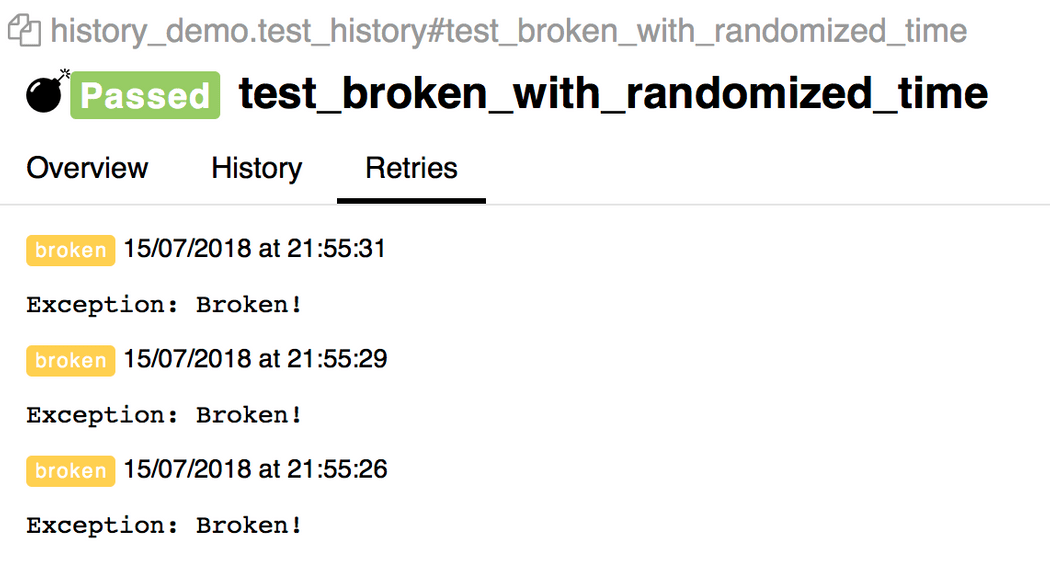 history_demo.test_history#test_broken_with_randomized_time
Passed test_broken_with_randomized_time
Overview History Retries
broken 15/07/2018 at 21:55:31
Exception: Broken!
broken 15/07/2018 at 21:55:29
Exception: Broken!
broken 15/07/2018 at 21:55:26
Exception: Broken!